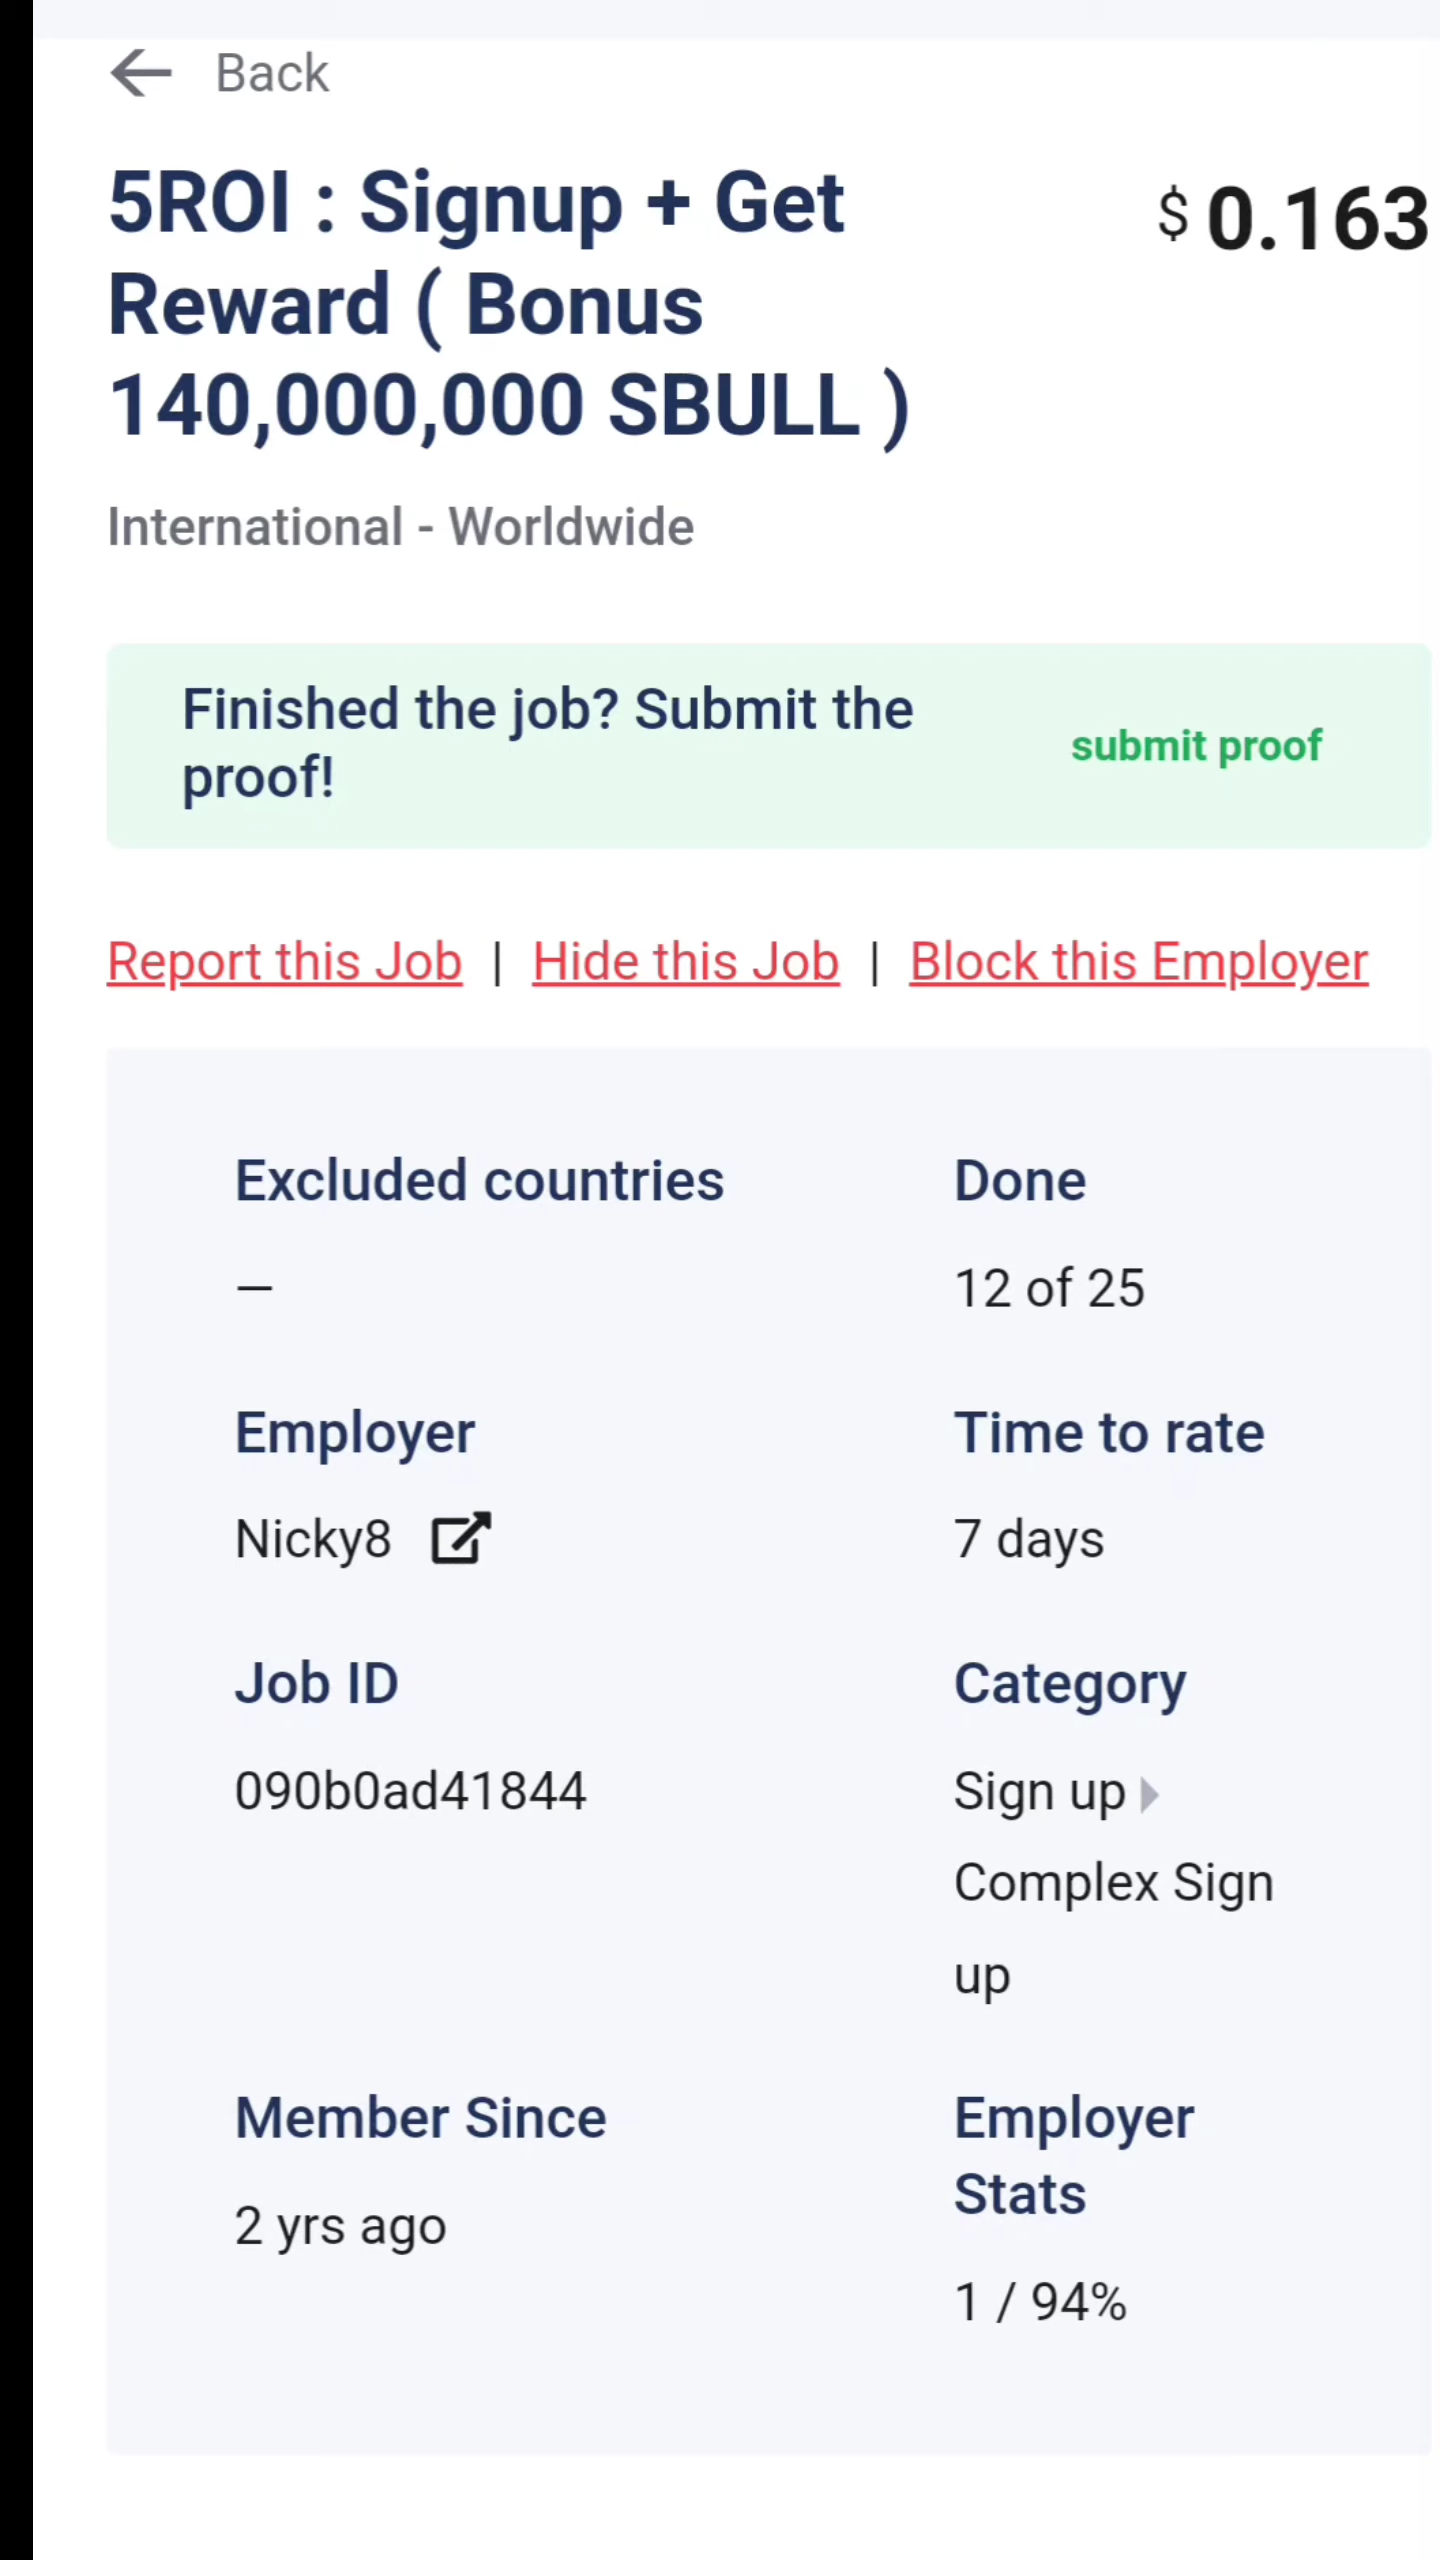 Back
5ROI : Signup + Get
Reward ( Bonus
140,000,000 SBULL )
$ 0.163
International - Worldwide
Finished the job? Submit the
proof!
submit proof
Report this Job | Hide this Job | Block this Employer
Excluded countries
—
Done
12 of 25
Employer
Nicky8
Time to rate
7 days
Job ID
090b0ad41844
Category
Sign up
Complex Sign
up
Member Since
2 yrs ago
Employer
Stats
1 / 94%